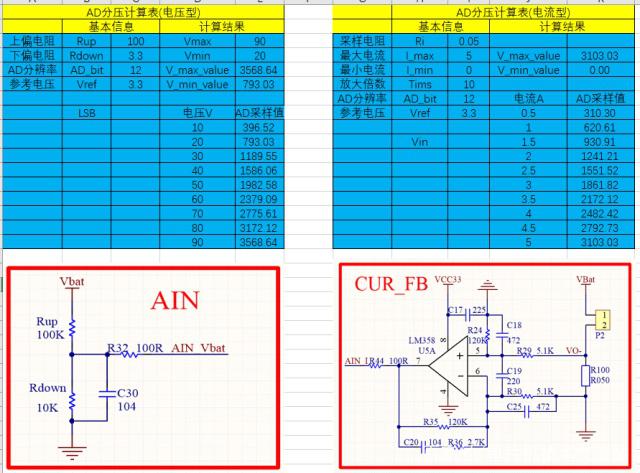 AD分压计算表(电压型)
基本信息 计算结果
上偏电阻 Rup 100 Vmax 90
下偏电阻 Rdown 3.3 Vmin 20
AD分辨率 AD_bit 12 V_max_value 3568.64
参考电压 Vref 3.3 V_min_value 793.03
LSB 电压V AD采样值
10 396.52
20 793.03
30 1189.55
40 1586.06
50 1982.58
60 2379.09
70 2775.61
80 3172.12
90 3568.64
AD分压计算表(电流型)
基本信息 计算结果
采样电阻 Ri 0.05
最大电流 I_max 5 V_max_value 3103.03
最小电流 I_min 0 V_min_value 0.00
放大倍数 Tims 10
AD分辨率 AD_bit 12 电流A AD采样值
参考电压 Vref 3.3 0.5 310.30
1 620.61
Vin 1.5 930.91
2 1241.21
2.5 1551.52
3 1861.82
3.5 2172.12
4 2482.42
4.5 2792.73
5 3103.03
Vbat
AIN
Rup
100K
R32 100R AIN_Vbat
Rdown
10K
C30
104
CUR_FB
VCC33
VBat
C17 225
R24
120K
C18
472
1
2
P2
LM358
U5A
8
5
R29 5.1K
VO-
AIN_I R44 100R
7
6
4
C19
220
R100
R050
R30 5.1K
C25 472
R35 120K
C20 104 R36 2.7K